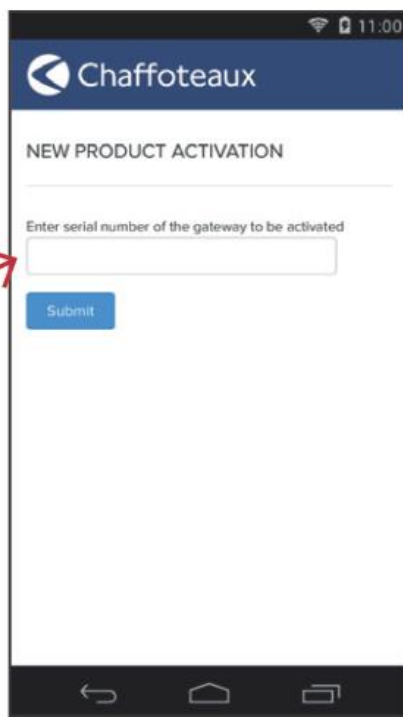 11:00
Chaffoteaux
NEW PRODUCT ACTIVATION
Enter serial number of the gateway to be activated
Submit